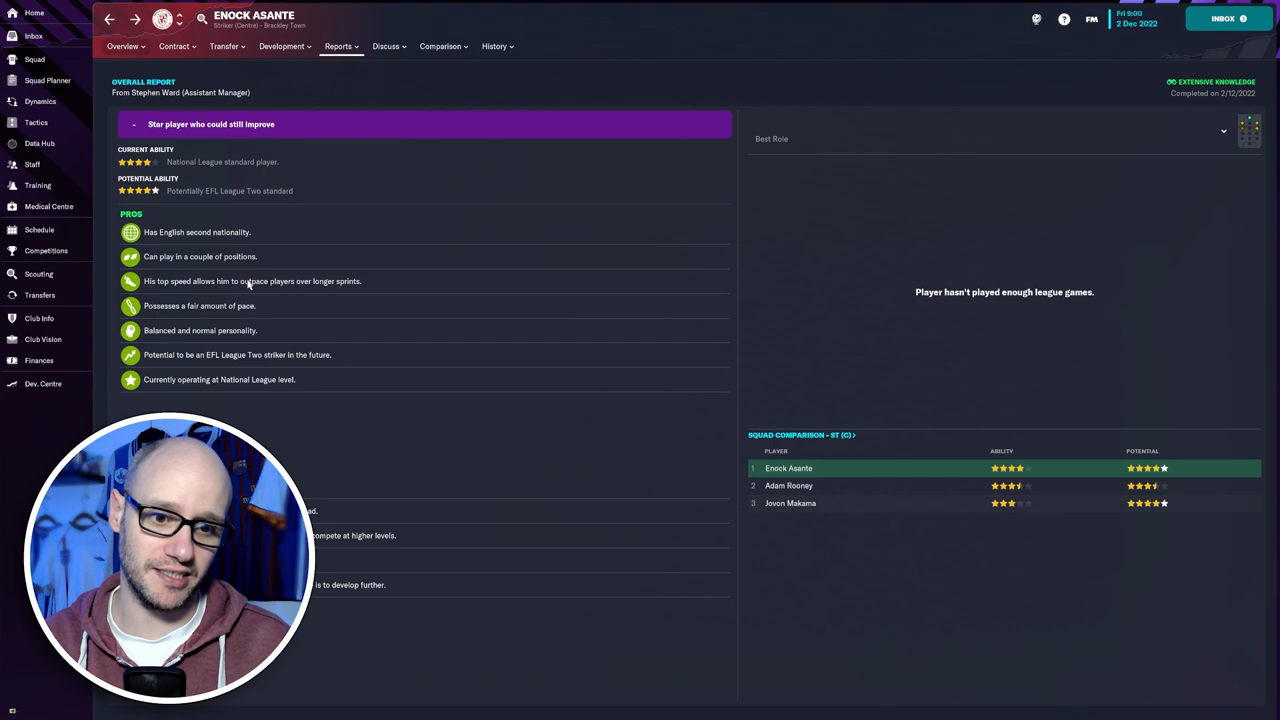 Home
ENOCK ASANTE
Striker (Centre) - Brackley Town
FM
Fri 9:00
2 Dec 2022
INBOX
Inbox
Overview
Contract
Transfer
Development
Reports
Discuss
Comparison
History
Squad
Squad Planner
Dynamics
Tactics
Data Hub
Staff
Training
Medical Centre
Schedule
Competitions
Scouting
Transfers
Club Info
Club Vision
Finances
Dev. Centre
OVERALL REPORT
From Stephen Ward (Assistant Manager)
EXTENSIVE KNOWLEDGE
Completed on 2/12/2022
- Star player who could still improve
CURRENT ABILITY
National League standard player.
POTENTIAL ABILITY
Potentially EFL League Two standard
PROS
Has English second nationality.
Can play in a couple of positions.
His top speed allows him to outpace players over longer sprints.
Possesses a fair amount of pace.
Balanced and normal personality.
Potential to be an EFL League Two striker in the future.
Currently operating at National League level.
ad.
compete at higher levels.
is to develop further.
Best Role
Player hasn't played enough league games.
SQUAD COMPARISON - ST (C)
PLAYER ABILITY POTENTIAL
1 Enock Asante
2 Adam Rooney
3 Jovon Makama